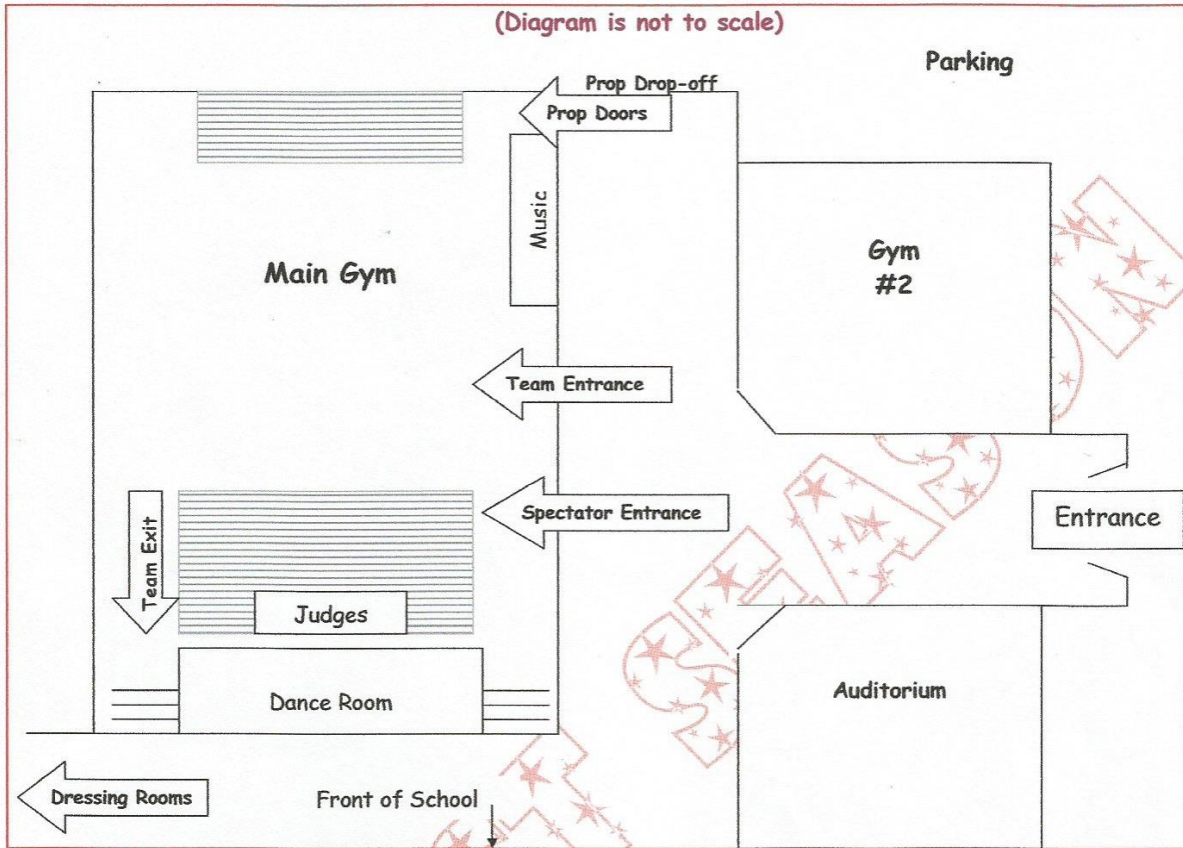 (Diagram is not to scale)
Parking
Prop Drop-off
Prop Doors
Music
Main Gym
Gym
#2
Team Entrance
Spectator Entrance
Entrance
Team Exit
Judges
Dance Room
Auditorium
Dressing Rooms
Front of School